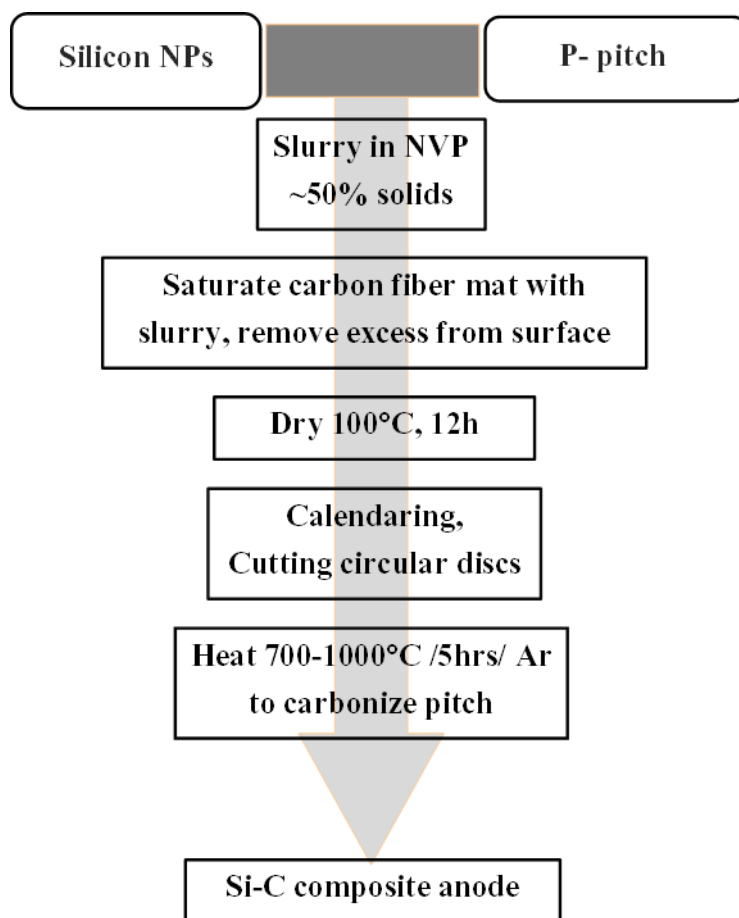 Silicon NPs
P- pitch
Slurry in NVP
~50% solids
Saturate carbon fiber mat with
slurry, remove excess from surface
Dry 100°C, 12h
Calendaring,
Cutting circular discs
Heat 700-1000°C /5hrs/ Ar
to carbonize pitch
Si-C composite anode